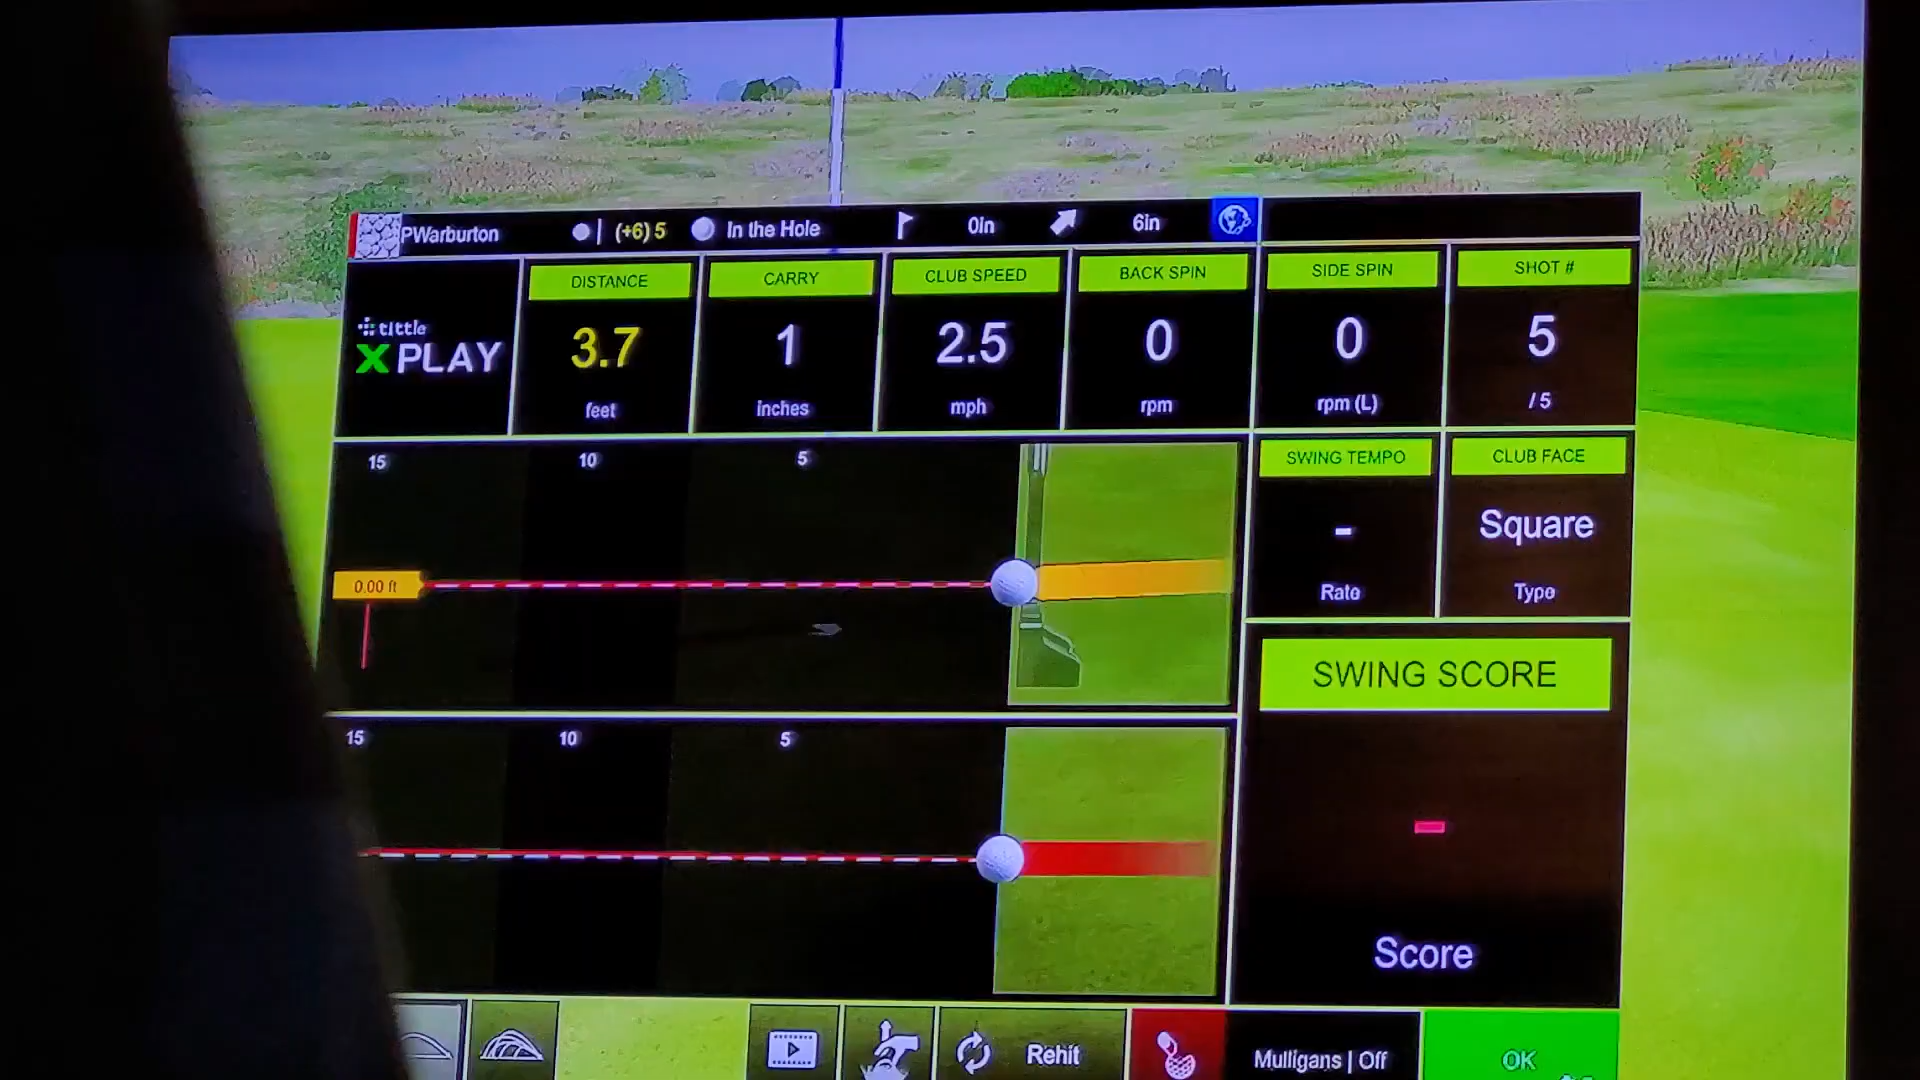 PWarburton (+6) 5 In the Hole 0in 6in
tittle
X PLAY
DISTANCE
3.7
feet
CARRY
1
inches
CLUB SPEED
2.5
mph
BACK SPIN
0
rpm
SIDE SPIN
0
rpm (L)
SHOT #
5
/ 5
15 10 5
0.00 ft
SWING TEMPO
-
Rate
CLUB FACE
Square
Type
15 10 5
SWING SCORE
-
Score
Rehit
Mulligans | Off
OK